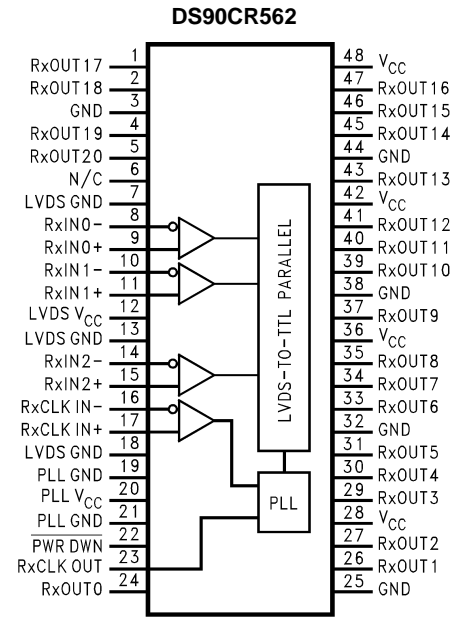 DS90CR562
RxOUT17 1
RxOUT18 2
GND 3
RxOUT19 4
RxOUT20 5
N/C 6
LVDS GND 7
RxIN0- 8
RxIN0+ 9
RxIN1- 10
RxIN1+ 11
LVDS VCC 12
LVDS GND 13
RxIN2- 14
RxIN2+ 15
RxCLK IN- 16
RxCLK IN+ 17
LVDS GND 18
PLL GND 19
PLL VCC 20
PLL GND 21
PWR DWN 22
RxCLK OUT 23
RxOUT0 24
LVDS-TO-TTL PARALLEL
PLL
48 VCC
47 RxOUT16
46 RxOUT15
45 RxOUT14
44 GND
43 RxOUT13
42 VCC
41 RxOUT12
40 RxOUT11
39 RxOUT10
38 GND
37 RxOUT9
36 VCC
35 RxOUT8
34 RxOUT7
33 RxOUT6
32 GND
31 RxOUT5
30 RxOUT4
29 RxOUT3
28 VCC
27 RxOUT2
26 RxOUT1
25 GND